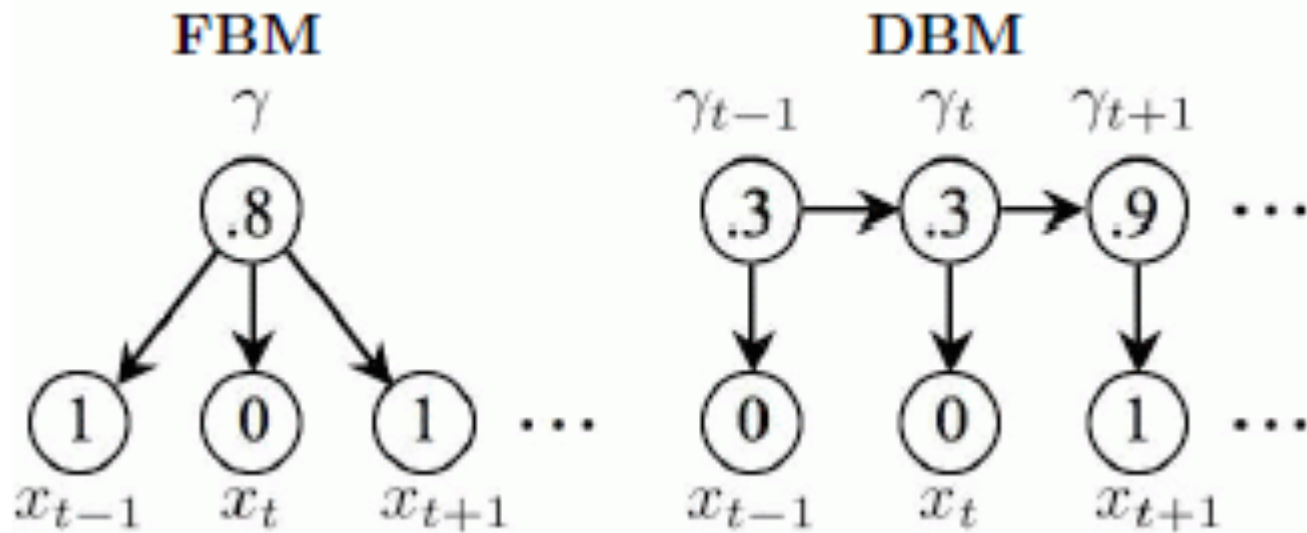 FBM DBM
γ γ_{t−1} γ_t γ_{t+1}
.8 .3 .3 .9 ...
1 0 1 ... 0 0 1 ...
x_{t−1} x_t x_{t+1} x_{t−1} x_t x_{t+1}